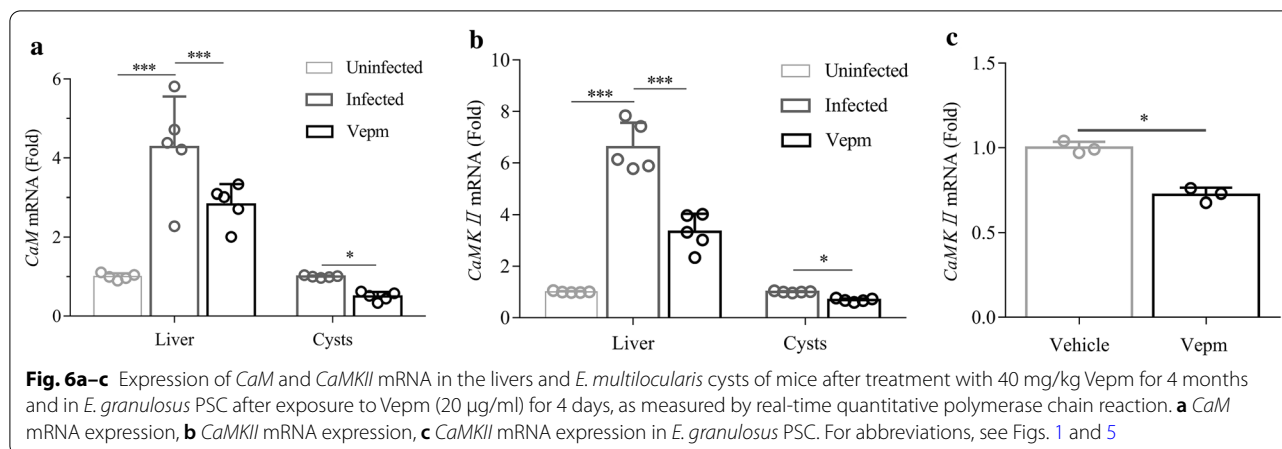 a
***
***
Uninfected
Infected
Vepm
*
CaM mRNA (Fold)
6
4
2
0
Liver
Cysts
b
***
***
Uninfected
Infected
Vepm
*
CaMK II mRNA (Fold)
10
8
6
4
2
0
Liver
Cysts
c
*
CaMK II mRNA (Fold)
1.5
1.0
0.5
0.0
Vehicle
Vepm
Fig. 6a–c Expression of CaM and CaMKII mRNA in the livers and E. multilocularis cysts of mice after treatment with 40 mg/kg Vepm for 4 months
and in E. granulosus PSC after exposure to Vepm (20 µg/ml) for 4 days, as measured by real-time quantitative polymerase chain reaction. a CaM
mRNA expression, b CaMKII mRNA expression, c CaMKII mRNA expression in E. granulosus PSC. For abbreviations, see Figs. 1 and 5